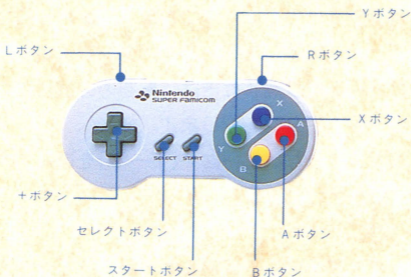 Yボタン
Lボタン
Rボタン
Nintendo
SUPER FAMICOM
X
Xボタン
A
Y
SELECT
START
B
+ボタン
セレクトボタン
Aボタン
スタートボタン
Bボタン